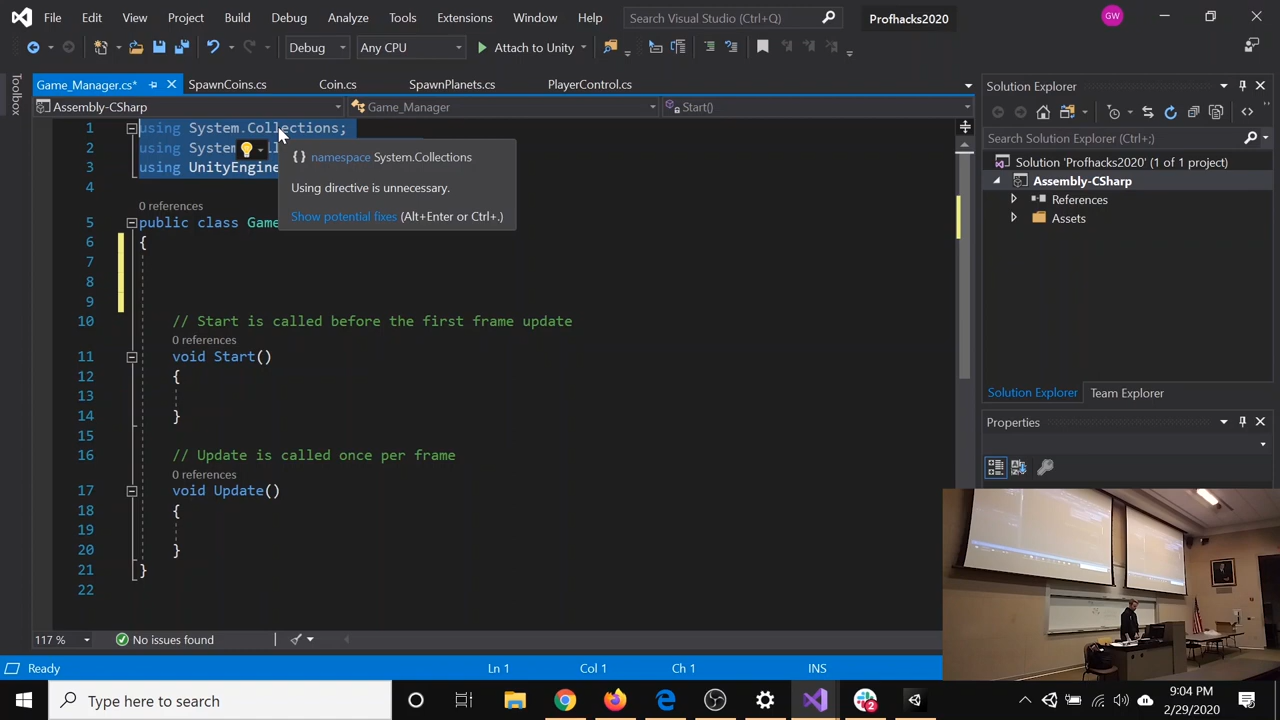 File Edit View Project Build Debug Analyze Tools Extensions Window Help Search Visual Studio (Ctrl+Q) Profhacks2020 GW
Debug Any CPU Attach to Unity
Toolbox
Game_Manager.cs* SpawnCoins.cs Coin.cs SpawnPlanets.cs PlayerControl.cs
Assembly-CSharp Game_Manager Start()
1 using System.Collections;
2 using System
3 using UnityEngine
4
{ } namespace System.Collections
Using directive is unnecessary.
Show potential fixes (Alt+Enter or Ctrl+.)
0 references
5 public class Game
6 {
7
8
9
10 // Start is called before the first frame update
0 references
11 void Start()
12 {
13
14 }
15
16 // Update is called once per frame
0 references
17 void Update()
18 {
19
20 }
21 }
22
117 % No issues found
Ready Ln 1 Col 1 Ch 1 INS
Solution Explorer
Search Solution Explorer (Ctrl+;)
Solution 'Profhacks2020' (1 of 1 project)
Assembly-CSharp
References
Assets
Solution Explorer Team Explorer
Properties
Type here to search
2
9:04 PM
2/29/2020